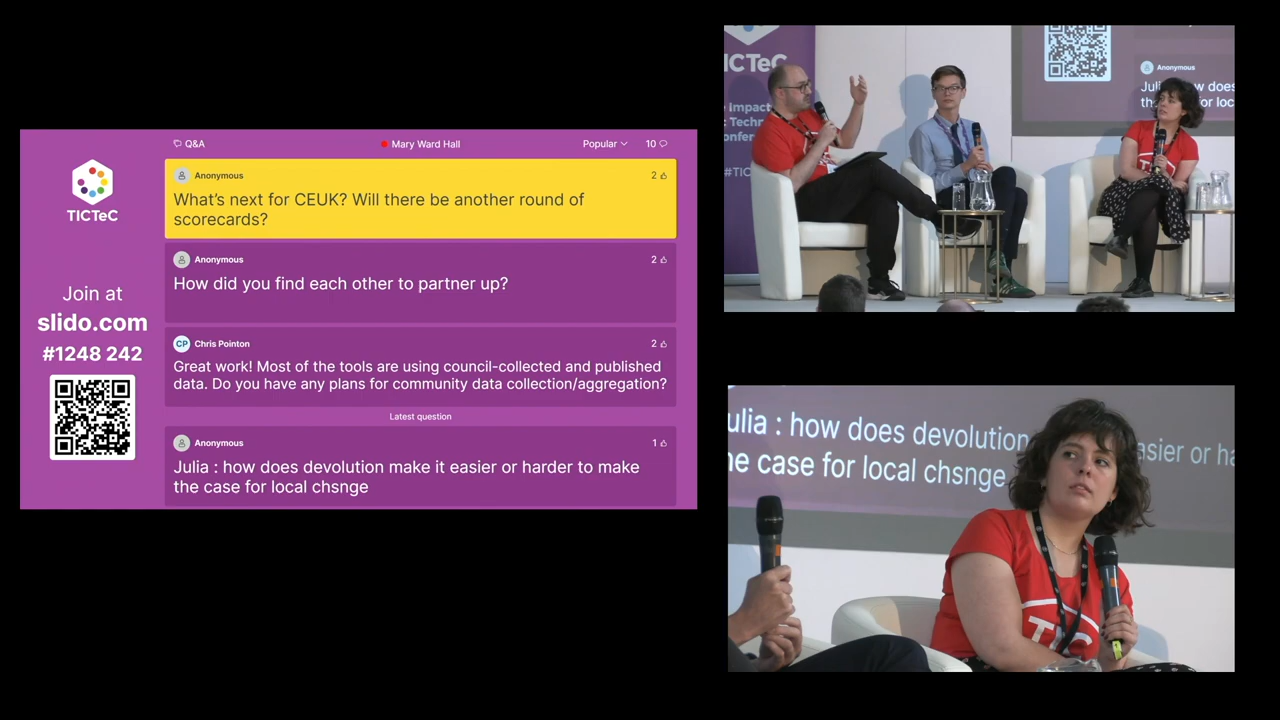 Q&A
Mary Ward Hall
Popular
10
TICTeC
Join at
slido.com
#1248 242
Anonymous
2
What's next for CEUK? Will there be another round of
scorecards?
Anonymous
2
How did you find each other to partner up?
CP
Chris Pointon
2
Great work! Most of the tools are using council-collected and published
data. Do you have any plans for community data collection/aggregation?
Latest question
Anonymous
1
Julia : how does devolution make it easier or harder to make
the case for local chsnge
ICTeC
impact
Techn
onferen
#TIC
Anonymous
Julia how does
th for loc
ulia : how does devolution easier or ha
he case for local chsnge
TIC